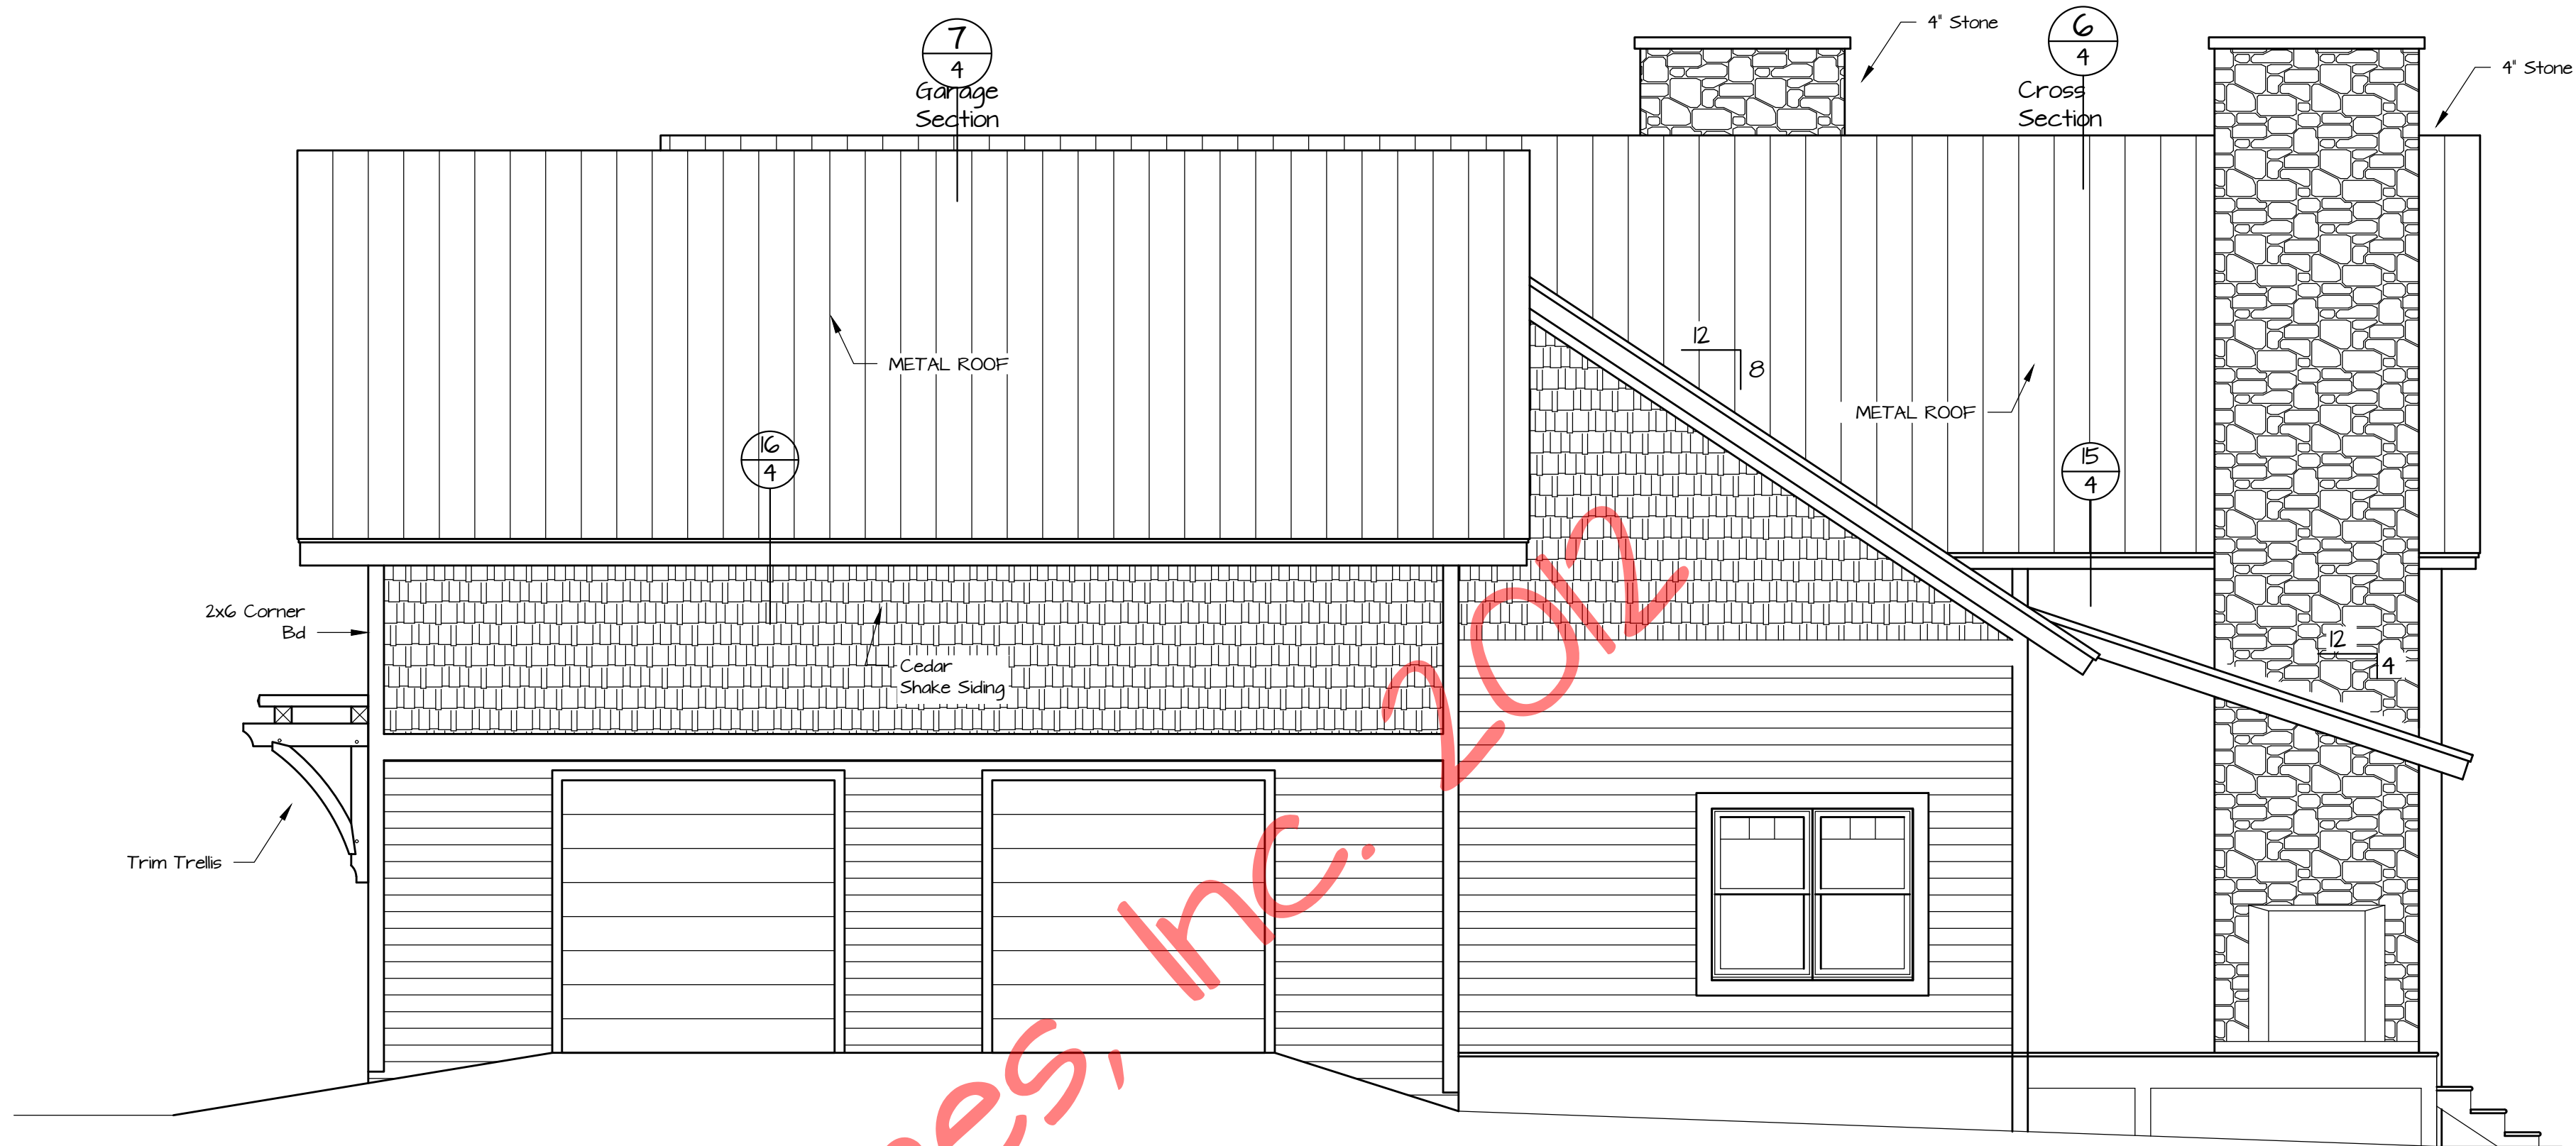 7
4
Garage
Section
4" Stone
6
4
Cross
Section
4" Stone
METAL ROOF
12
8
METAL ROOF
16
4
15
4
2x6 Corner
Bd
Cedar
Shake Siding
12
4
Trim Trellis
es, Inc. 2012